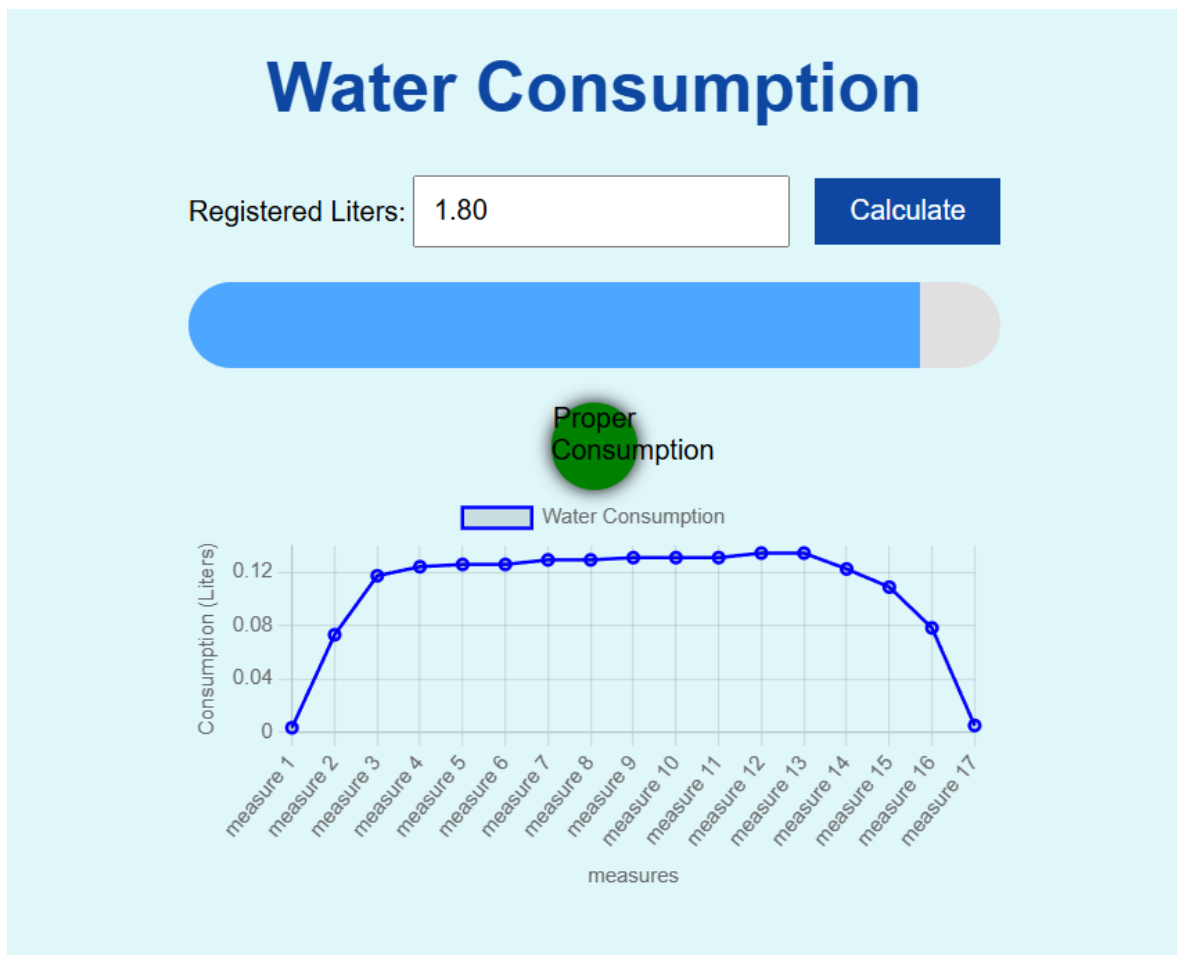 Water Consumption
Registered Liters: 1.80 Calculate
Proper
Consumption
Water Consumption
Consumption (Liters)
0.12
0.08
0.04
0
measure 1
measure 2
measure 3
measure 4
measure 5
measure 6
measure 7
measure 8
measure 9
measure 10
measure 11
measure 12
measure 13
measure 14
measure 15
measure 16
measure 17
measures